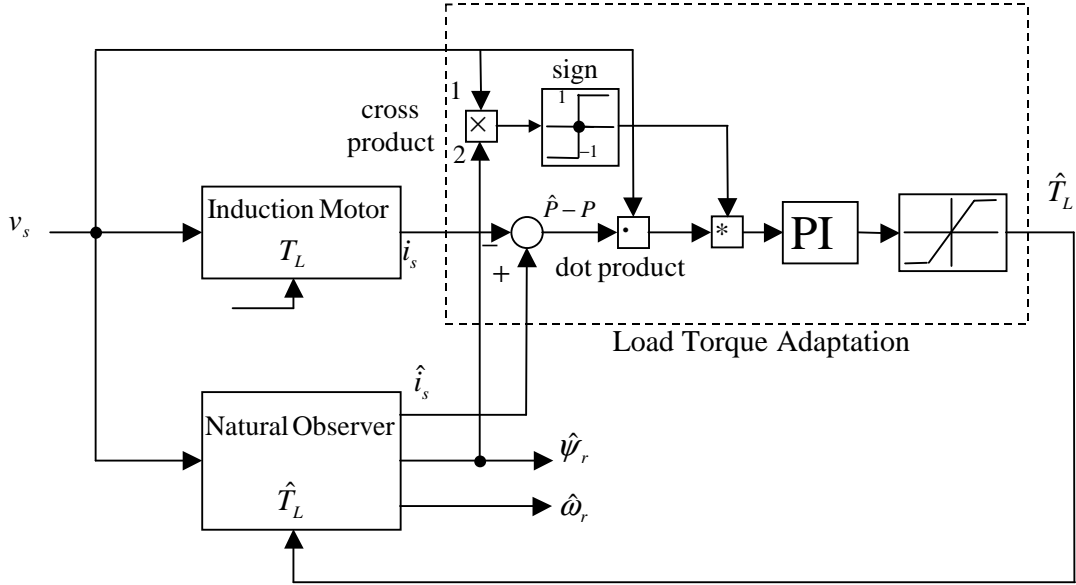 sign
1
-1
cross
product
1
×
2
v_s
Induction Motor
T_L
i_s
−
+
P̂ − P
·
dot product
*
PI
T̂_L
Load Torque Adaptation
î_s
Natural Observer
T̂_L
ψ̂_r
ω̂_r